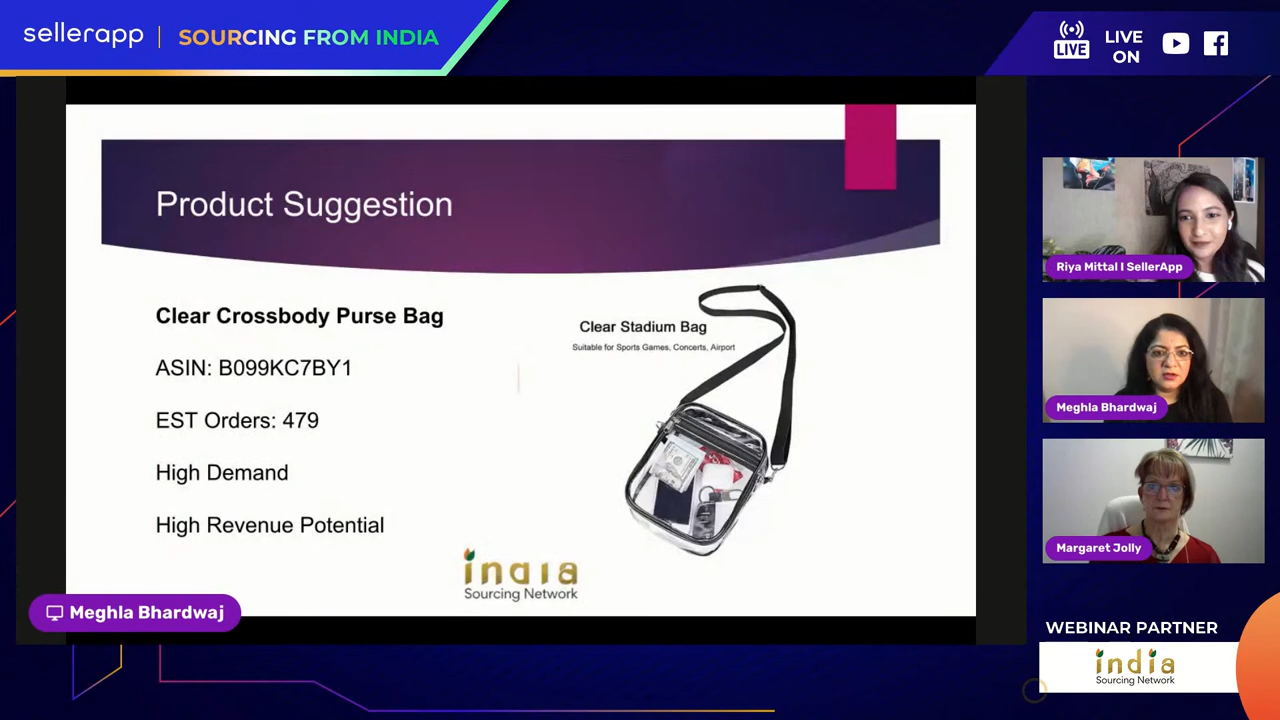 sellerapp
SOURCING FROM INDIA
LIVE
LIVE
ON
Product Suggestion
Clear Crossbody Purse Bag
ASIN: B099KC7BY1
EST Orders: 479
High Demand
High Revenue Potential
Clear Stadium Bag
Suitable for Sports Games, Concerts, Airport
india
Sourcing Network
Meghla Bhardwaj
Riya Mittal I SellerApp
Meghla Bhardwaj
Margaret Jolly
WEBINAR PARTNER
india
Sourcing Network